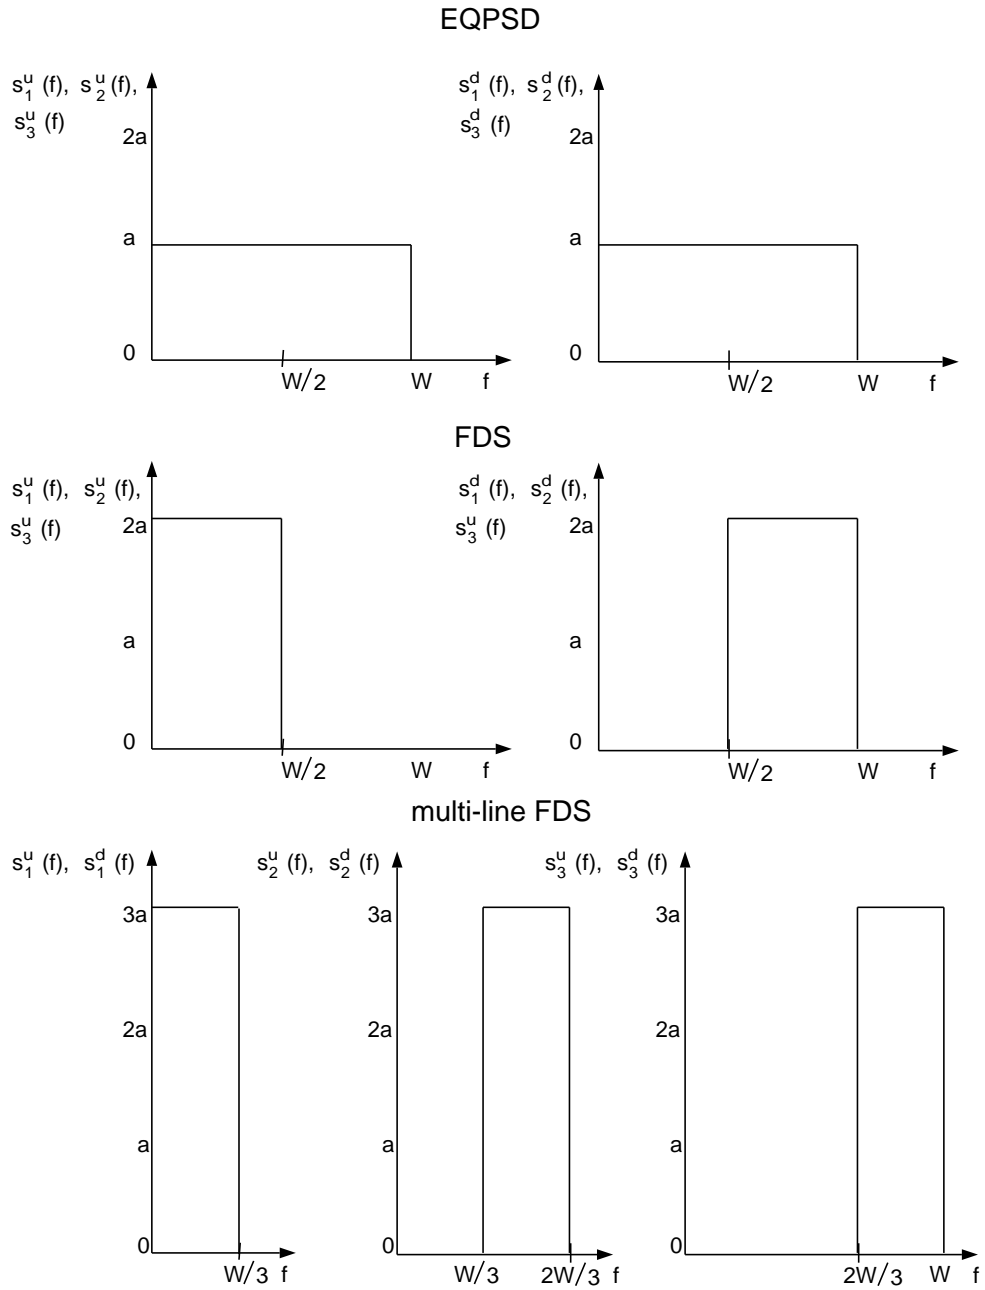 EQPSD
s₁ᵘ (f), s₂ᵘ (f), s₁ᵈ (f), s₂ᵈ (f),
s₃ᵘ (f) s₃ᵈ (f)
2a 2a
a a
0 0
W/2 W f W/2 W f
FDS
s₁ᵘ (f), s₂ᵘ (f), s₁ᵈ (f), s₂ᵈ (f),
s₃ᵘ (f) s₃ᵘ (f)
2a 2a
a a
0 0
W/2 W f W/2 W f
multi-line FDS
s₁ᵘ (f), s₁ᵈ (f) s₂ᵘ (f), s₂ᵈ (f) s₃ᵘ (f), s₃ᵈ (f)
3a 3a 3a
2a 2a 2a
a a a
0 0 0
W/3 f W/3 2W/3 f 2W/3 W f